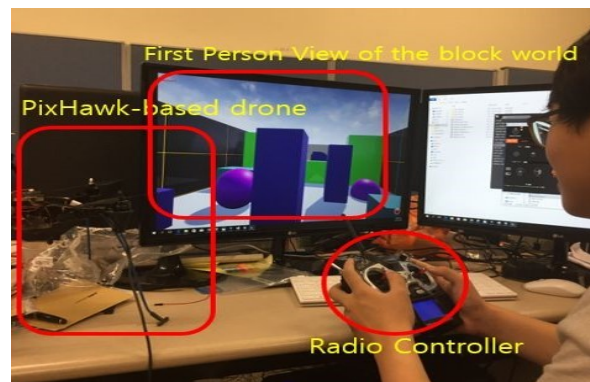 First Person View of the block world
PixHawk-based drone
Radio Controller